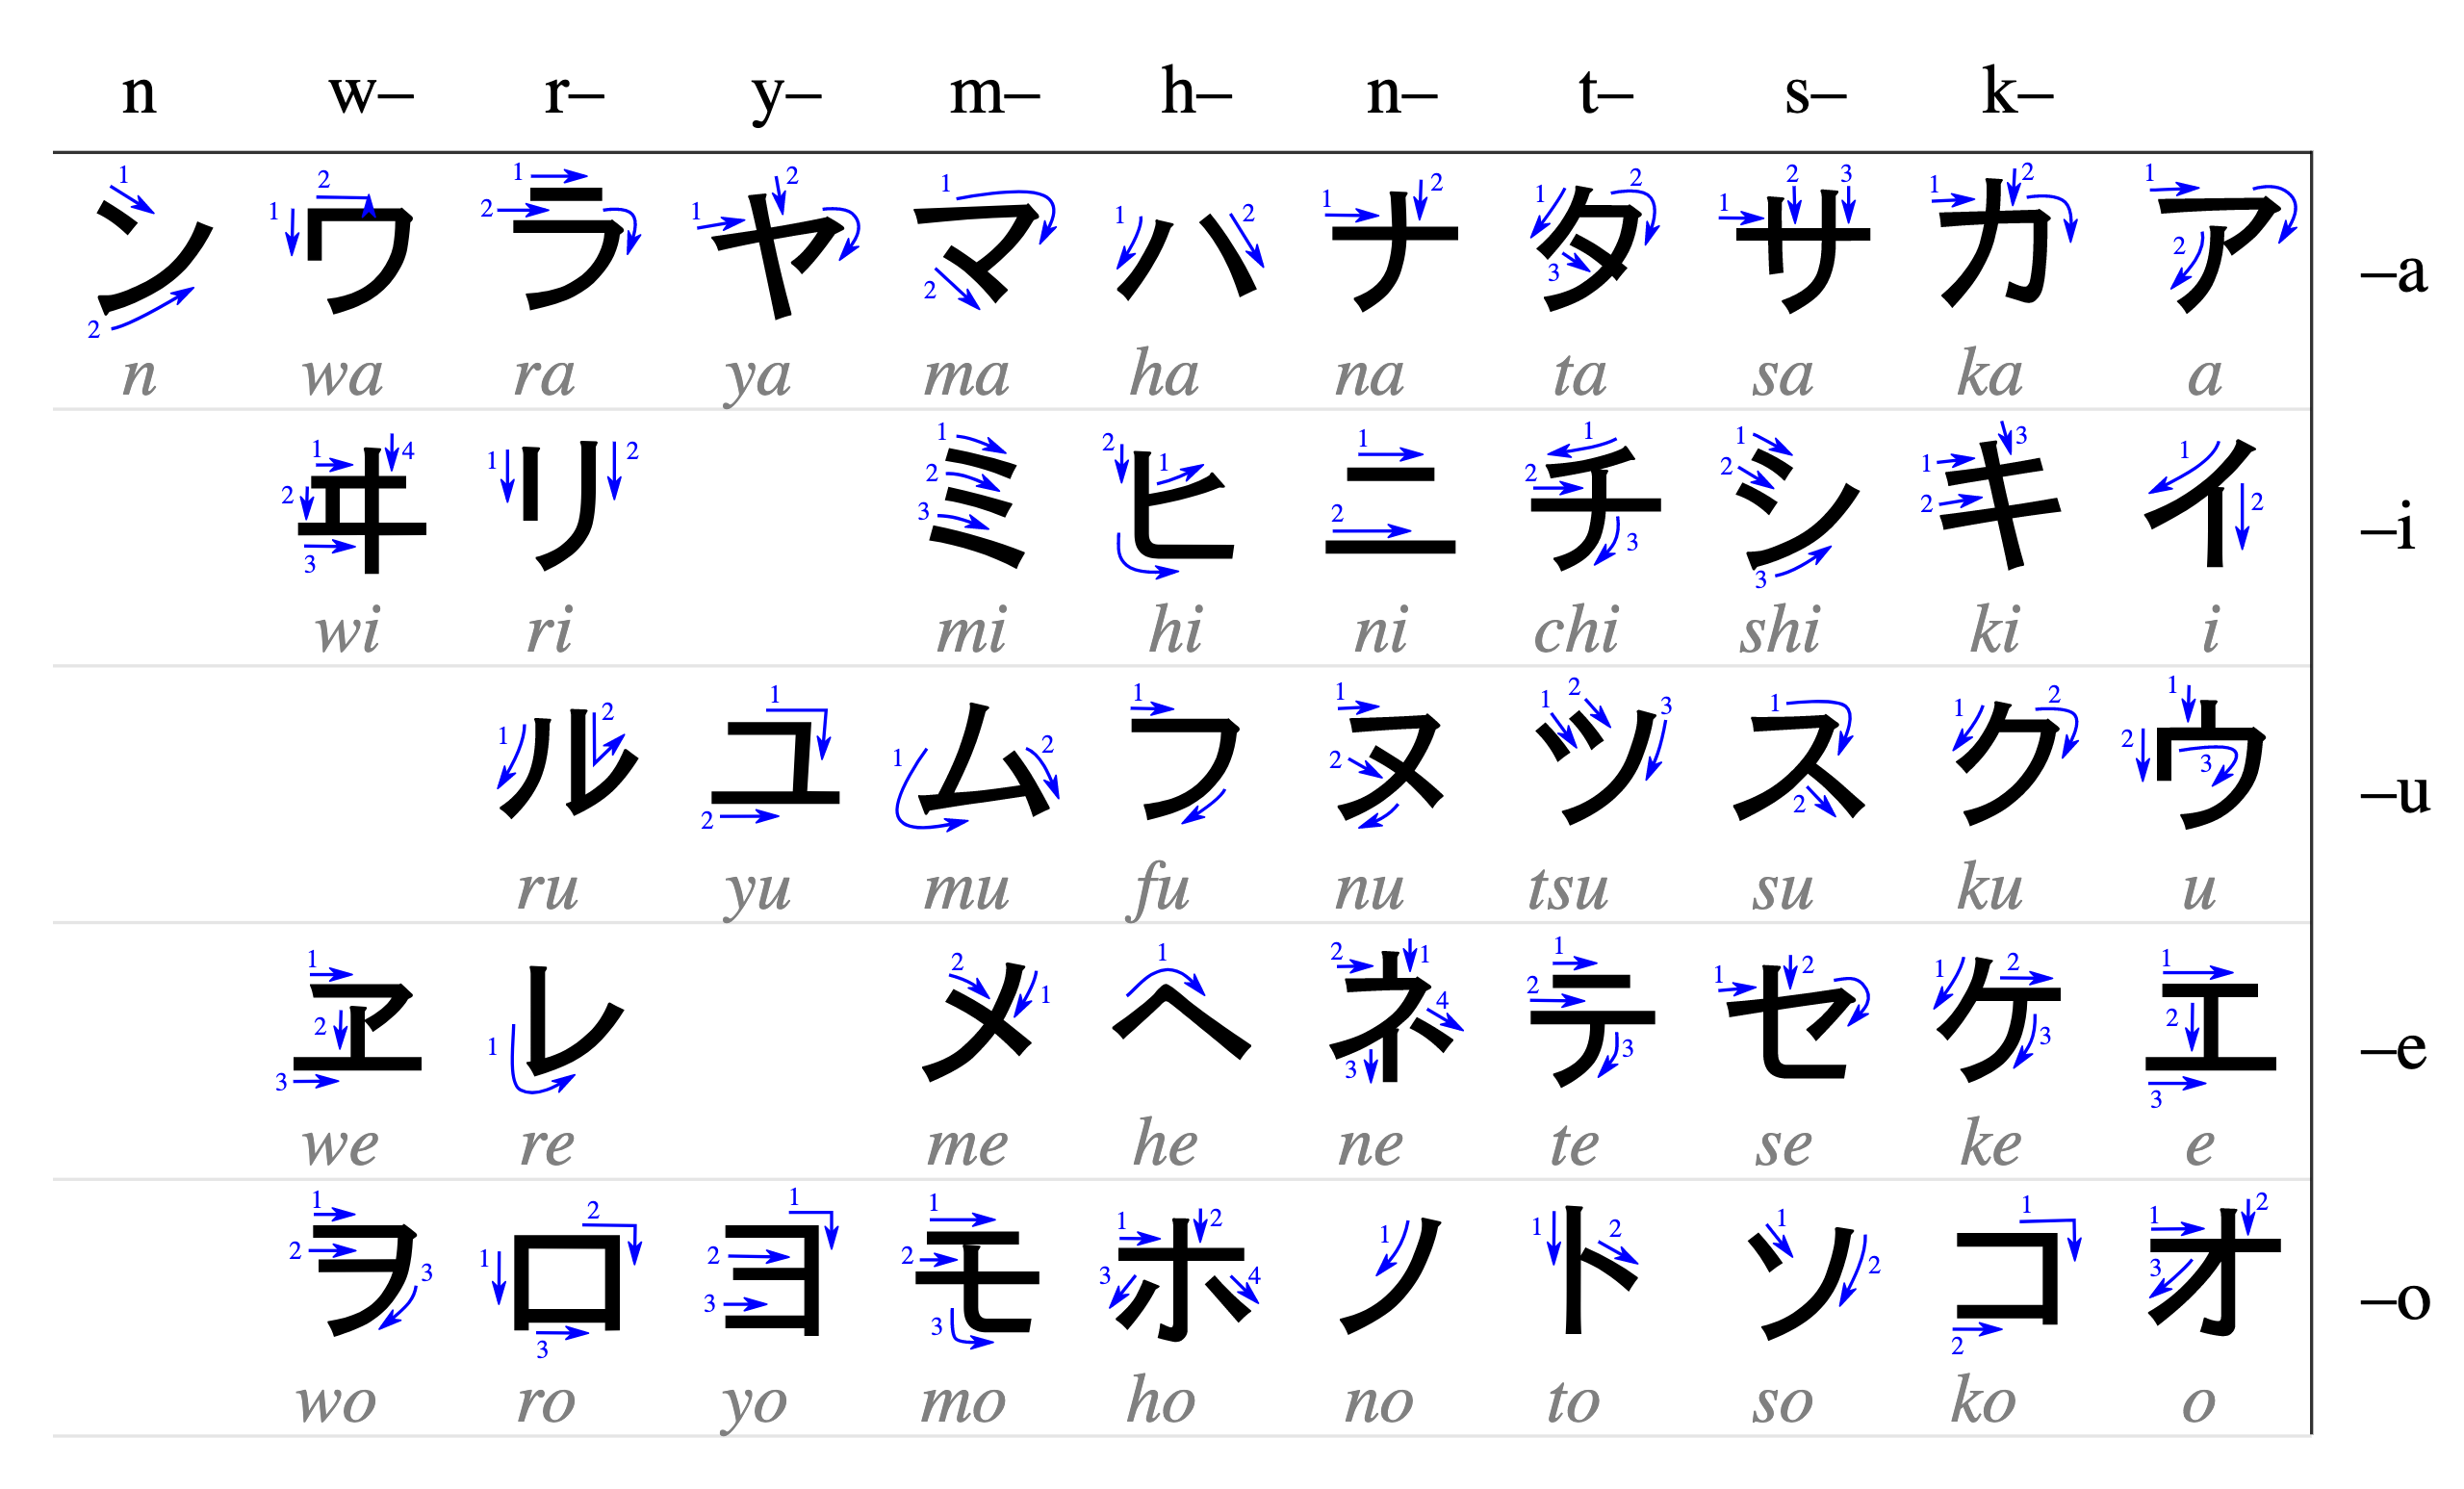 n w– r– y– m– h– n– t– s– k–
ン ワ ラ ヤ マ ハ ナ タ サ カ ア –a
n wa ra ya ma ha na ta sa ka a
ヰ リ ミ ヒ ニ チ シ キ イ –i
wi ri mi hi ni chi shi ki i
ル ユ ム フ ヌ ツ ス ク ウ –u
ru yu mu fu nu tsu su ku u
ヱ レ メ ヘ ネ テ セ ケ エ –e
we re me he ne te se ke e
ヲ ロ ヨ モ ホ ノ ト ソ コ オ –o
wo ro yo mo ho no to so ko o